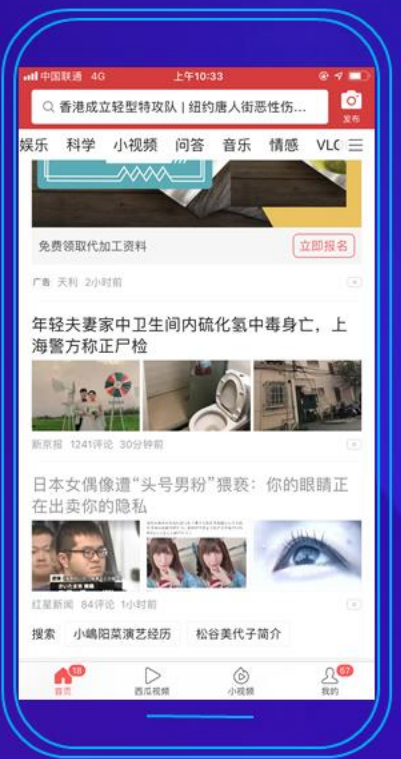 中国联通 4G 上午10:33
香港成立轻型特攻队 | 纽约唐人街恶性伤...
发布
娱乐 科学 小视频 问答 音乐 情感 VLO
免费领取代加工资料 立即报名
广告 天利 2小时前
年轻夫妻家中卫生间内硫化氢中毒身亡，上
海警方称正尸检
新京报 1241评论 30分钟前
日本女偶像遭“头号男粉”猥亵：你的眼睛正
在出卖你的隐私
红星新闻 84评论 1小时前
搜索 小嶋阳菜演艺经历 松谷美代子简介
18 67
首页 西瓜视频 小视频 我的